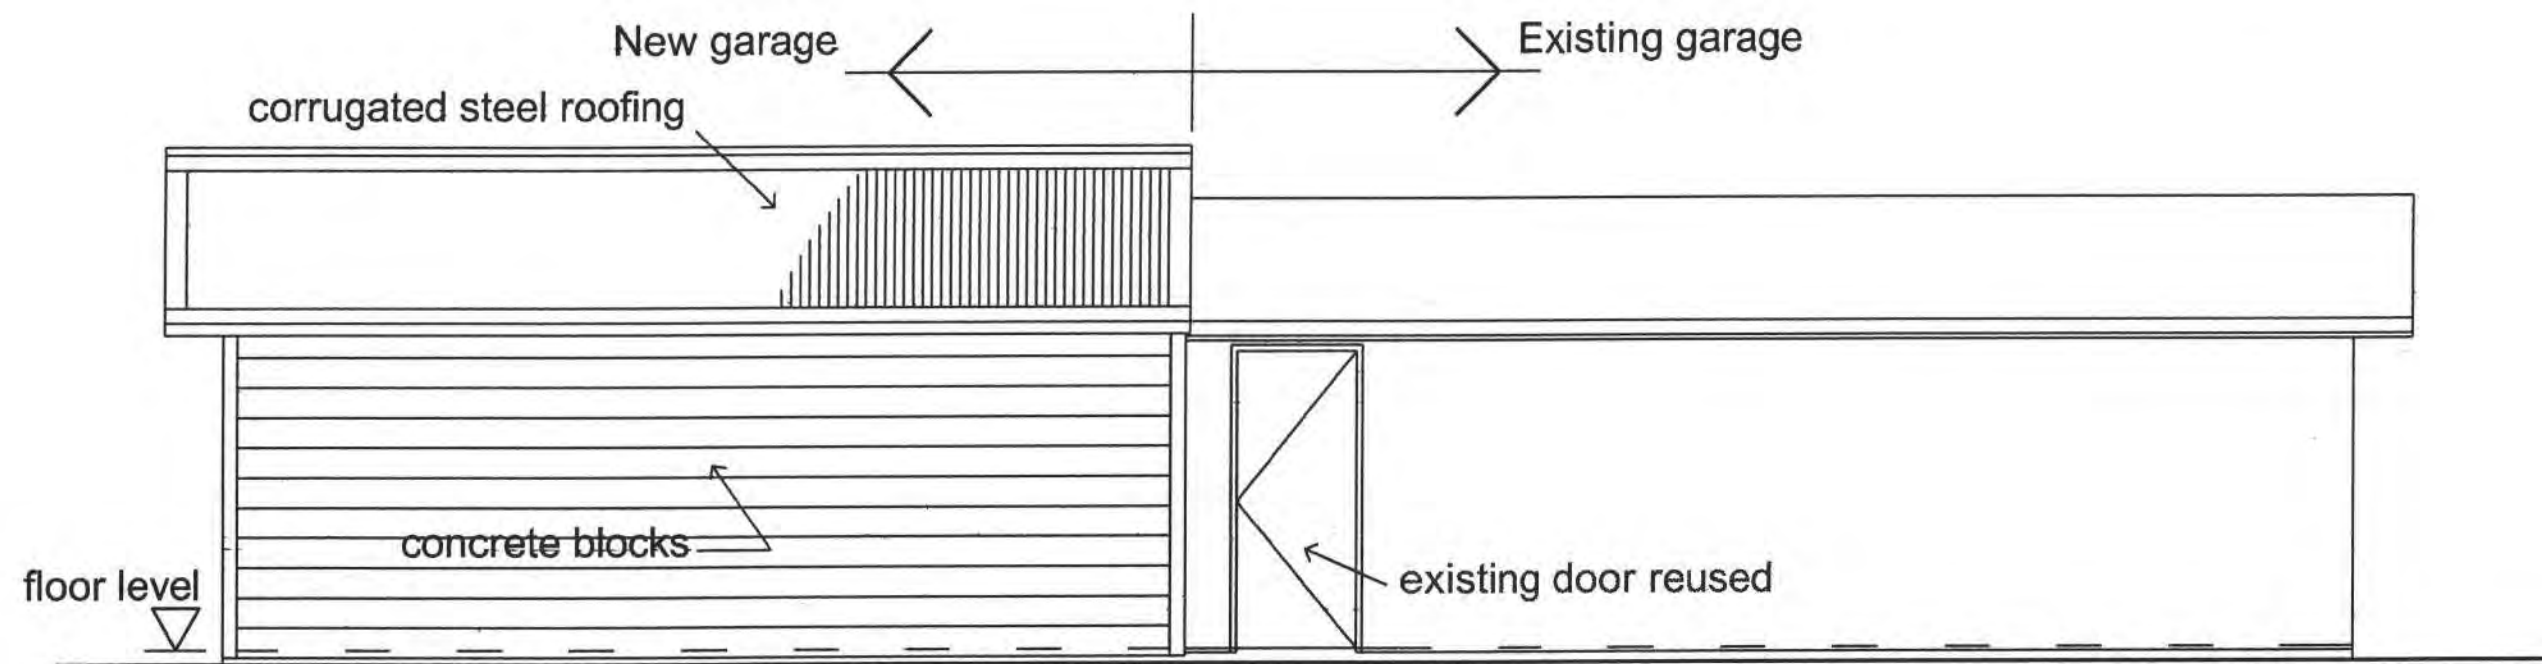 New garage
Existing garage
corrugated steel roofing
concrete blocks
floor level
existing door reused